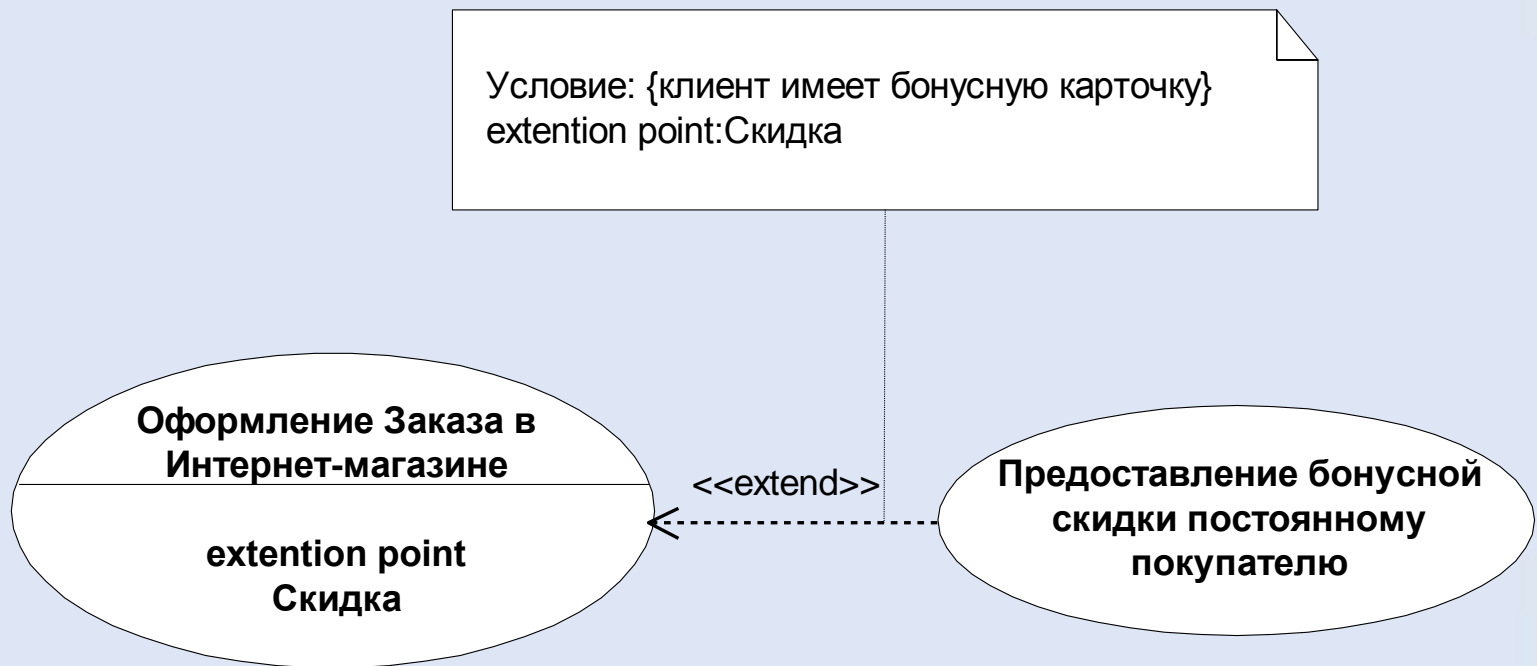 Условие: {клиент имеет бонусную карточку}
extention point:Скидка
Оформление Заказа в
Интернет-магазине
extention point
Скидка
<<extend>>
Предоставление бонусной
скидки постоянному
покупателю